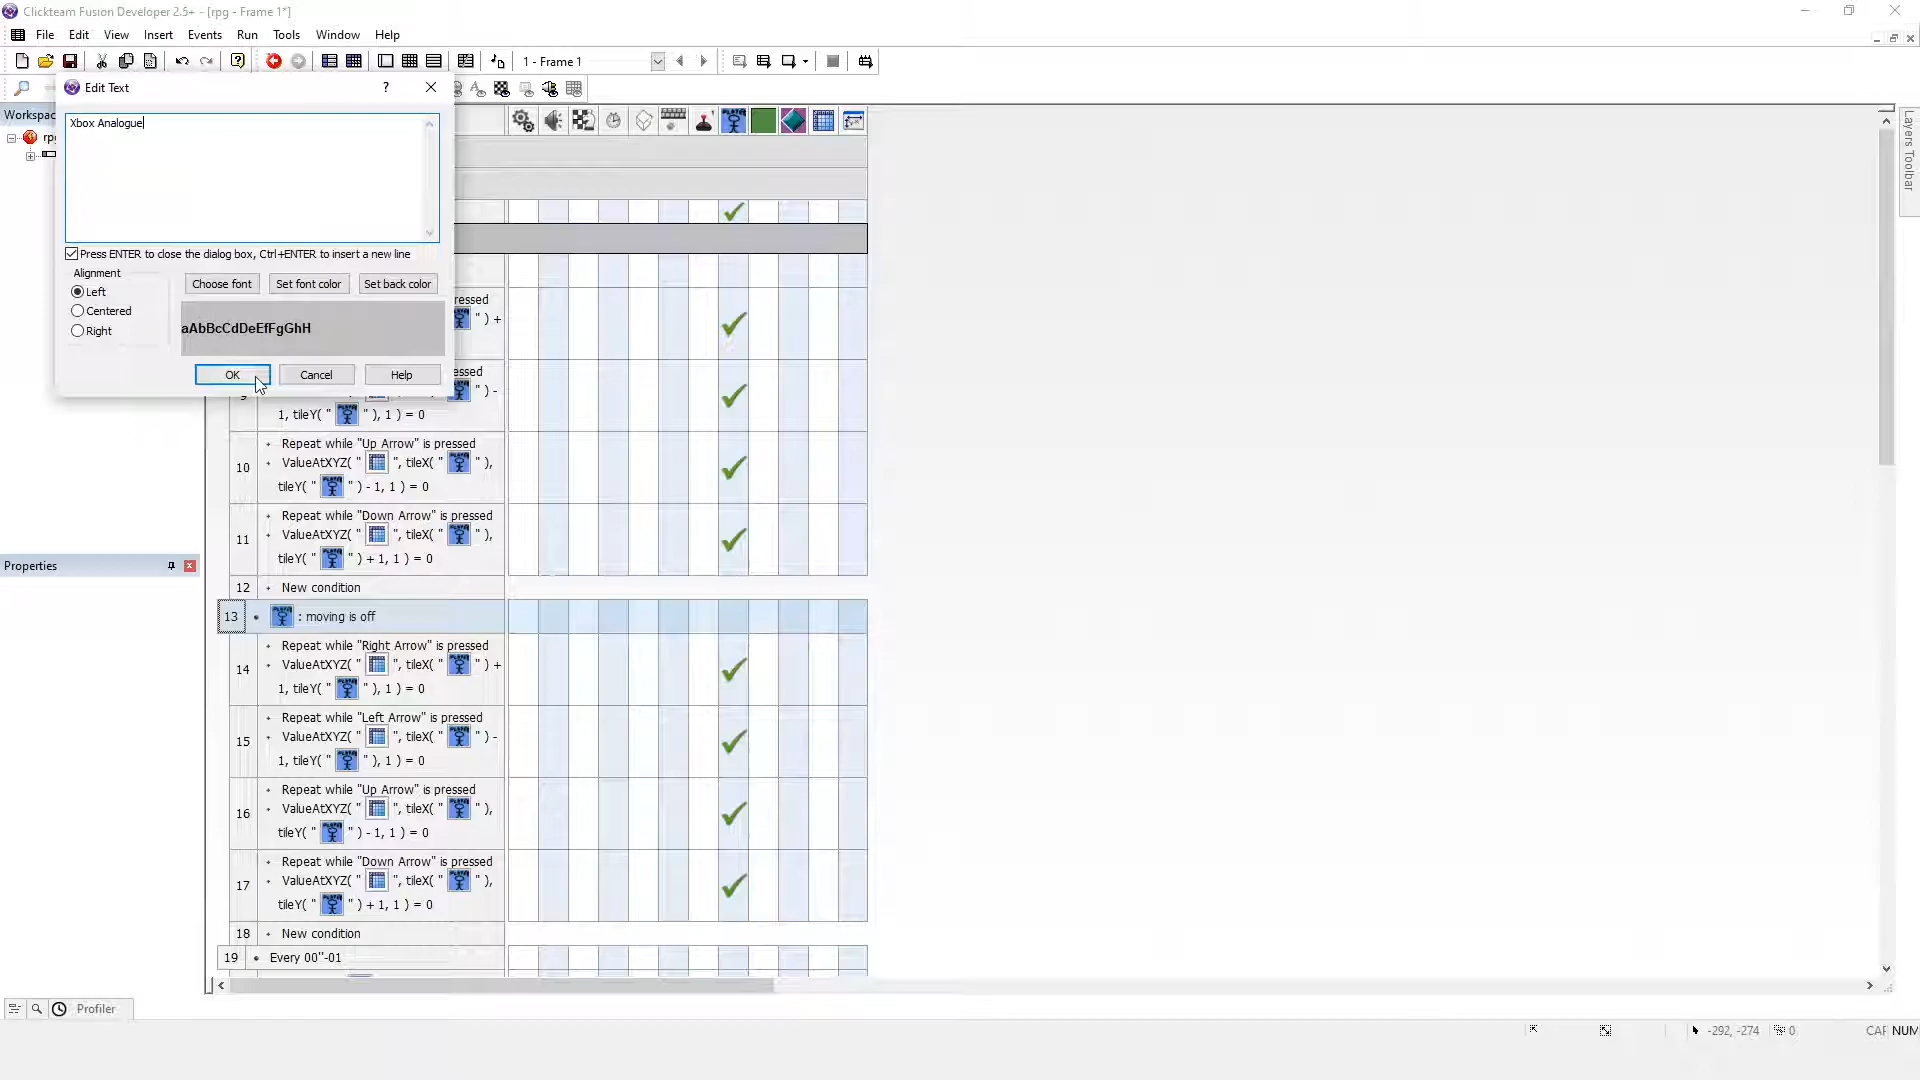 Clickteam Fusion Developer 2.5+ - [rpg - Frame 1*]
File Edit View Insert Events Run Tools Window Help
1 - Frame 1
Edit Text ?
Workspac
rp
Xbox Analogue
Press ENTER to close the dialog box, Ctrl+ENTER to insert a new line
Alignment
Left
Centered
Right
Choose font Set font color Set back color
aAbBcCdDeEfFgGhH
OK Cancel Help
ressed
" ) +
essed
" ) -
9
1, tileY( " " ), 1 ) = 0
10
Repeat while "Up Arrow" is pressed
ValueAtXYZ( " ", tileX( " " ),
tileY( " " ) - 1, 1 ) = 0
11
Repeat while "Down Arrow" is pressed
ValueAtXYZ( " ", tileX( " " ),
tileY( " " ) + 1, 1 ) = 0
12 New condition
13 : moving is off
14
Repeat while "Right Arrow" is pressed
ValueAtXYZ( " ", tileX( " " ) +
1, tileY( " " ), 1 ) = 0
15
Repeat while "Left Arrow" is pressed
ValueAtXYZ( " ", tileX( " " ) -
1, tileY( " " ), 1 ) = 0
16
Repeat while "Up Arrow" is pressed
ValueAtXYZ( " ", tileX( " " ),
tileY( " " ) - 1, 1 ) = 0
17
Repeat while "Down Arrow" is pressed
ValueAtXYZ( " ", tileX( " " ),
tileY( " " ) + 1, 1 ) = 0
18 New condition
19 Every 00"-01
Properties
Layers Toolbar
Profiler
-292, -274 0 CAF NUM